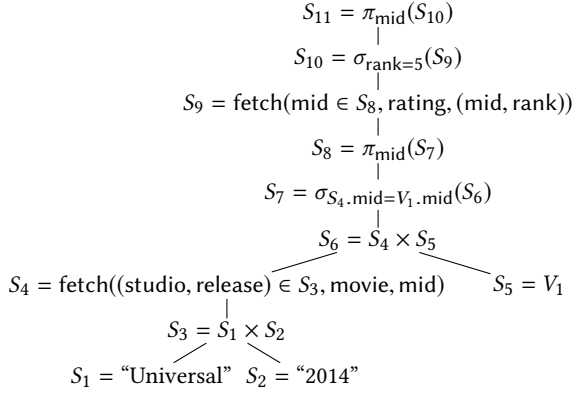 S₁₁ = π_mid(S₁₀)
S₁₀ = σ_rank=5(S₉)
S₉ = fetch(mid ∈ S₈, rating, (mid, rank))
S₈ = π_mid(S₇)
S₇ = σ_S₄.mid=V₁.mid(S₆)
S₆ = S₄ × S₅
S₄ = fetch((studio, release) ∈ S₃, movie, mid) S₅ = V₁
S₃ = S₁ × S₂
S₁ = “Universal” S₂ = “2014”